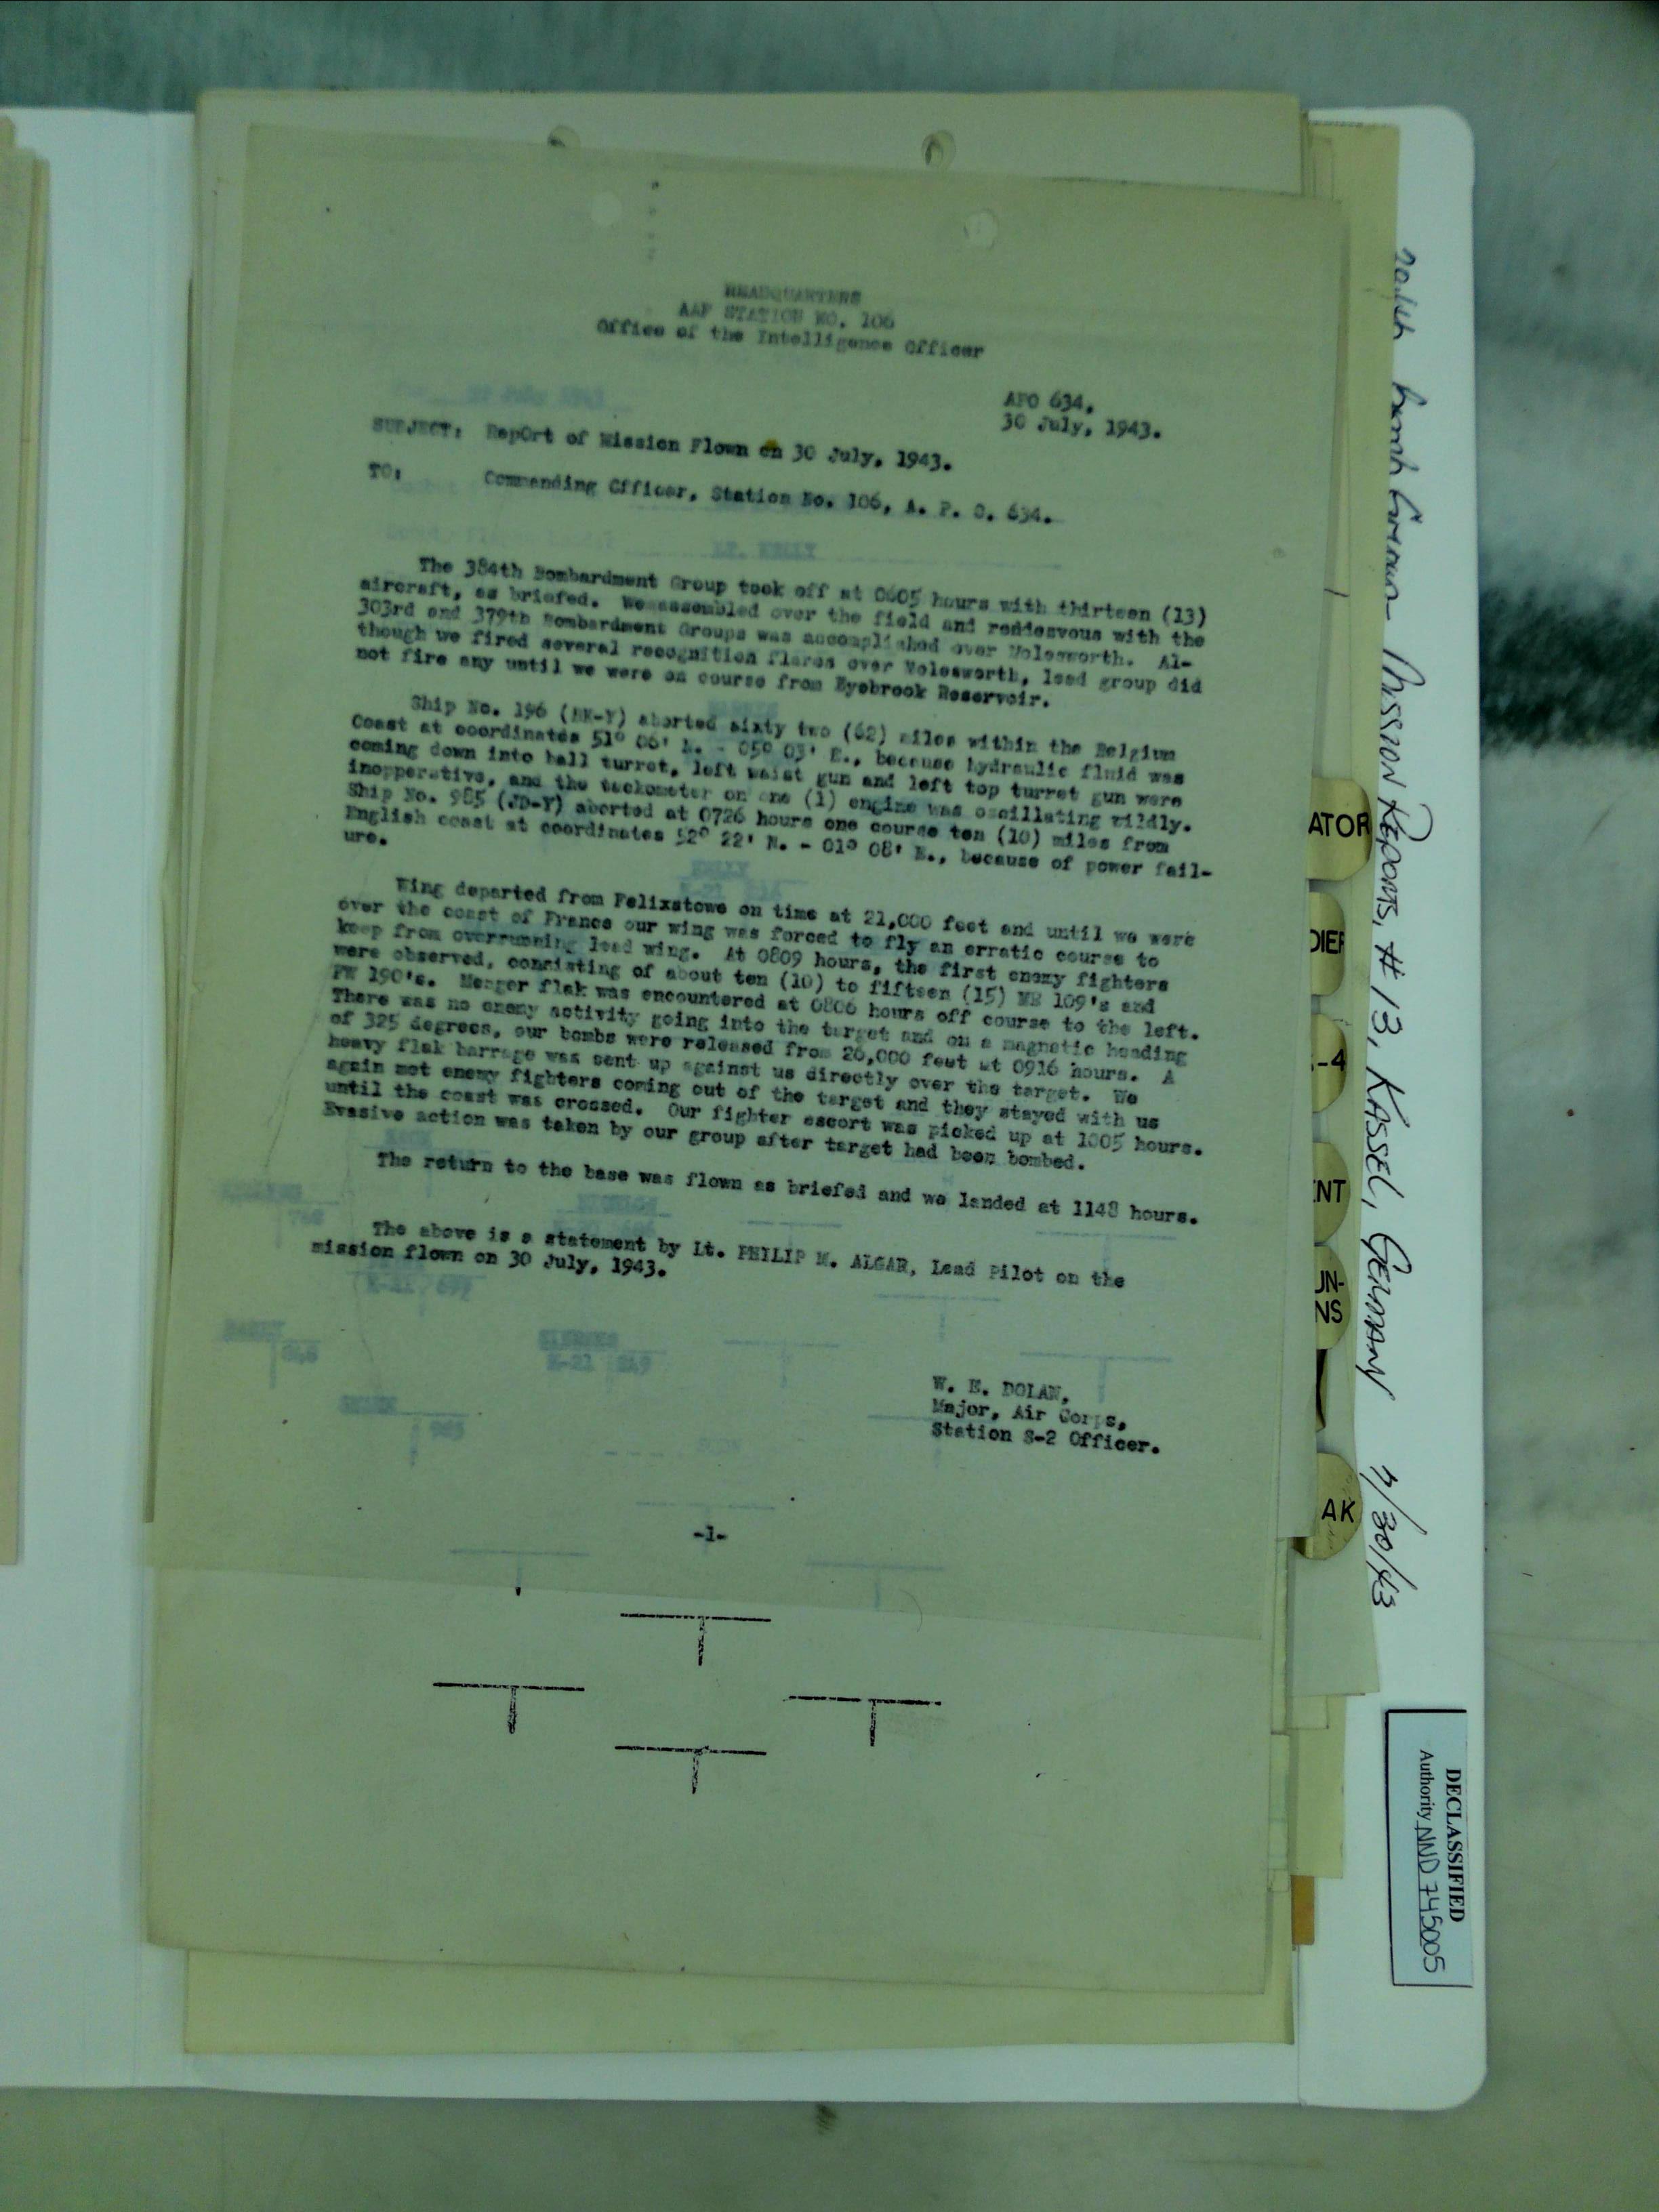 HEADQUARTERS
AAF STATION NO. 106
Office of the Intelligence Officer
APO 634,
30 July, 1943.
SUBJECT: RepOrt of Mission Flown on 30 July, 1943.
TO: Commanding Officer, Station No. 106, A. P. O. 634.
LT. KELLY
The 384th Bombardment Group took off at 0605 hours with thirteen (13)
aircraft, as briefed. We assembled over the field and rendesvous with the
303rd and 379th Bombardment Groups was accomplished over Molesworth. Al-
though we fired several recognition flares over Molesworth, lead group did
not fire any until we were on course from Eyebrook Reservoir.
Ship No. 196 (BK-Y) aborted sixty two (62) miles within the Belgium
Coast at coordinates 51° 06' N. - 05° 03' E., because hydraulic fluid was
coming down into ball turret, left waist gun and left top turret gun were
inopperative, and the tackometer on one (1) engine was oscillating wildly.
Ship No. 985 (JD-Y) aborted at 0726 hours one course ten (10) miles from
English coast at coordinates 52° 22' N. - 01° 08' E., because of power fail-
ure.
Wing departed from Felixstowe on time at 21,000 feet and until we were
over the coast of France our wing was forced to fly an erratic course to
keep from overrunning lead wing. At 0809 hours, the first enemy fighters
were observed, consisting of about ten (10) to fifteen (15) ME 109's and
FW 190's. Meager flak was encountered at 0806 hours off course to the left.
There was no enemy activity going into the target and on a magnetic heading
of 325 degrees, our bombs were released from 26,000 feet at 0916 hours. A
heavy flak barrage was sent up against us directly over the target. We
again met enemy fighters coming out of the target and they stayed with us
until the coast was crossed. Our fighter escort was picked up at 1005 hours.
Evasive action was taken by our group after target had been bombed.
The return to the base was flown as briefed and we landed at 1148 hours.
The above is a statement by Lt. PHILIP M. ALGAR, Lead Pilot on the
mission flown on 30 July, 1943.
W. E. DOLAN,
Major, Air Corps,
Station S-2 Officer.
-1-
384th Bomb Group - Mission Reports, # 13, Kassel, Germany 7/30/43
ATOR
DIER
-4
ENT
UN-
NS
AK
DECLASSIFIED
Authority NND 745005